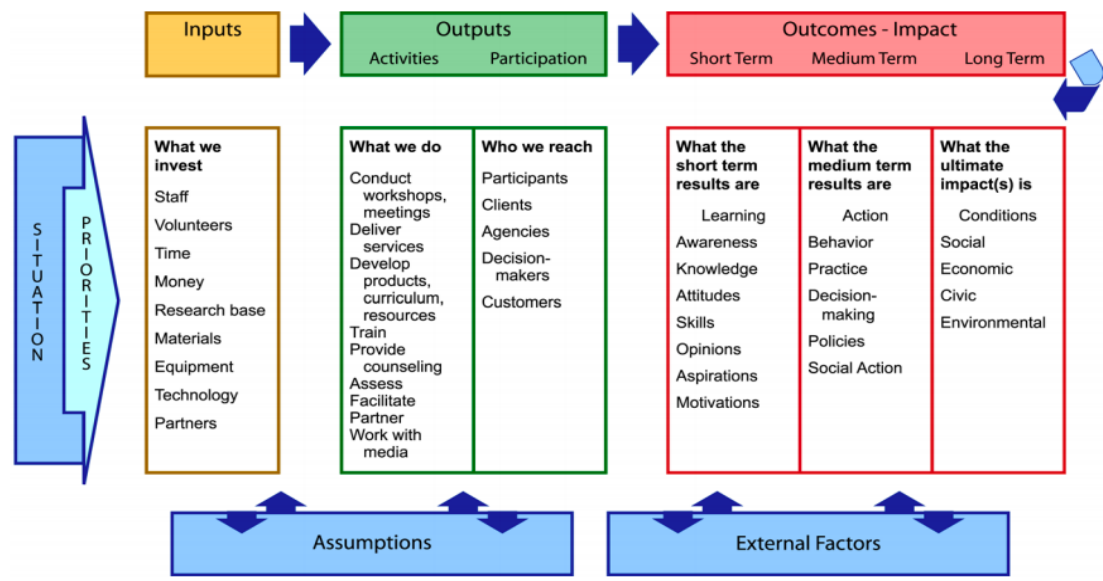 Inputs
Outputs
Activities Participation
Outcomes - Impact
Short Term Medium Term Long Term
SITUATION
PRIORITIES
What we
invest
Staff
Volunteers
Time
Money
Research base
Materials
Equipment
Technology
Partners
What we do
Conduct
workshops,
meetings
Deliver
services
Develop
products,
curriculum,
resources
Train
Provide
counseling
Assess
Facilitate
Partner
Work with
media
Who we reach
Participants
Clients
Agencies
Decision-
makers
Customers
What the
short term
results are
Learning
Awareness
Knowledge
Attitudes
Skills
Opinions
Aspirations
Motivations
What the
medium term
results are
Action
Behavior
Practice
Decision-
making
Policies
Social Action
What the
ultimate
impact(s) is
Conditions
Social
Economic
Civic
Environmental
Assumptions
External Factors